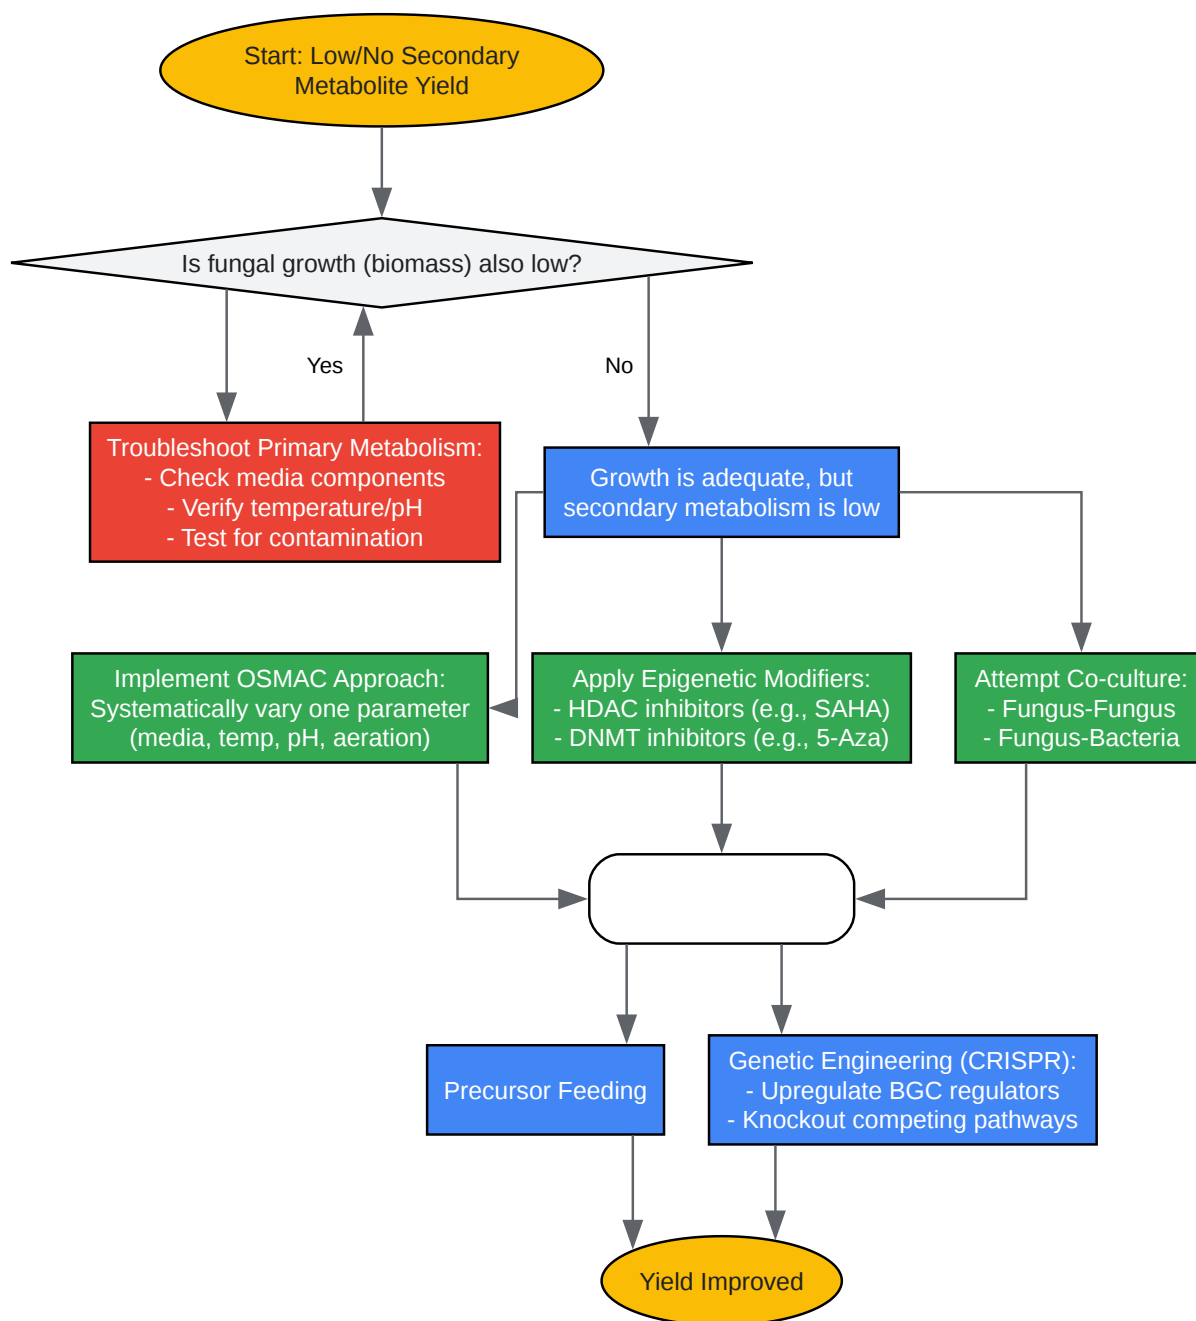 Start: Low/No Secondary
Metabolite Yield
Is fungal growth (biomass) also low?
Yes
No
Troubleshoot Primary Metabolism:
- Check media components
- Verify temperature/pH
- Test for contamination
Growth is adequate, but
secondary metabolism is low
Implement OSMAC Approach:
Systematically vary one parameter
(media, temp, pH, aeration)
Apply Epigenetic Modifiers:
- HDAC inhibitors (e.g., SAHA)
- DNMT inhibitors (e.g., 5-Aza)
Attempt Co-culture:
- Fungus-Fungus
- Fungus-Bacteria
Precursor Feeding
Genetic Engineering (CRISPR):
- Upregulate BGC regulators
- Knockout competing pathways
Yield Improved